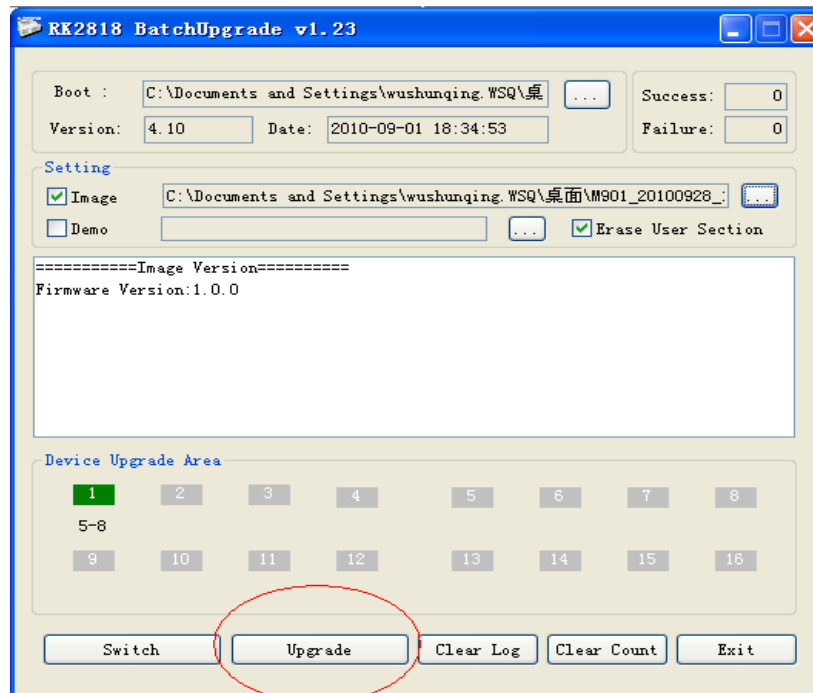 RK2818 BatchUpgrade v1.23
Boot : C:\Documents and Settings\wushunqing.WSQ\桌 ... Success: 0
Version: 4.10 Date: 2010-09-01 18:34:53 Failure: 0
Setting
Image C:\Documents and Settings\wushunqing.WSQ\桌面\M901_20100928_ ...
Demo ... Erase User Section
===========Image Version==========
Firmware Version:1.0.0
Device Upgrade Area
1 2 3 4 5 6 7 8
5-8
9 10 11 12 13 14 15 16
Switch Upgrade Clear Log Clear Count Exit